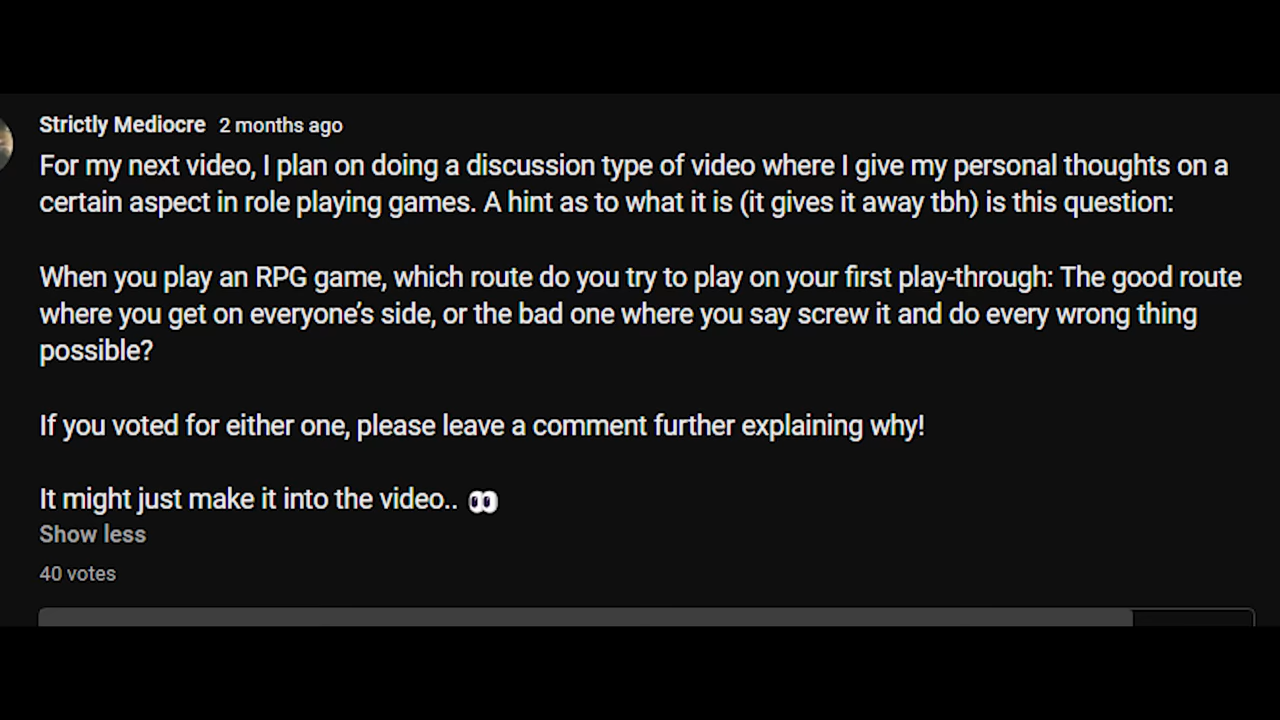 Strictly Mediocre 2 months ago
For my next video, I plan on doing a discussion type of video where I give my personal thoughts on a
certain aspect in role playing games. A hint as to what it is (it gives it away tbh) is this question:
When you play an RPG game, which route do you try to play on your first play-through: The good route
where you get on everyone’s side, or the bad one where you say screw it and do every wrong thing
possible?
If you voted for either one, please leave a comment further explaining why!
It might just make it into the video.. 👀
Show less
40 votes